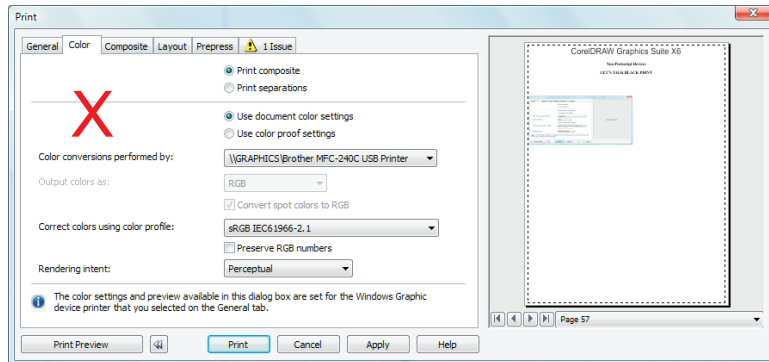 Print
General Color Composite Layout Prepress 1 Issue
Print composite
Print separations
X
Use document color settings
Use color proof settings
Color conversions performed by: \\GRAPHICS\Brother MFC-240C USB Printer
Output colors as: RGB
Convert spot colors to RGB
Correct colors using color profile: sRGB IEC61966-2.1
Preserve RGB numbers
Rendering intent: Perceptual
The color settings and preview available in this dialog box are set for the Windows Graphic
device printer that you selected on the General tab.
Print Preview Print Cancel Apply Help
CorelDRAW Graphics Suite X6
Non-Postscript Devices
LET'S TALK BLACK PRINT
Page 57